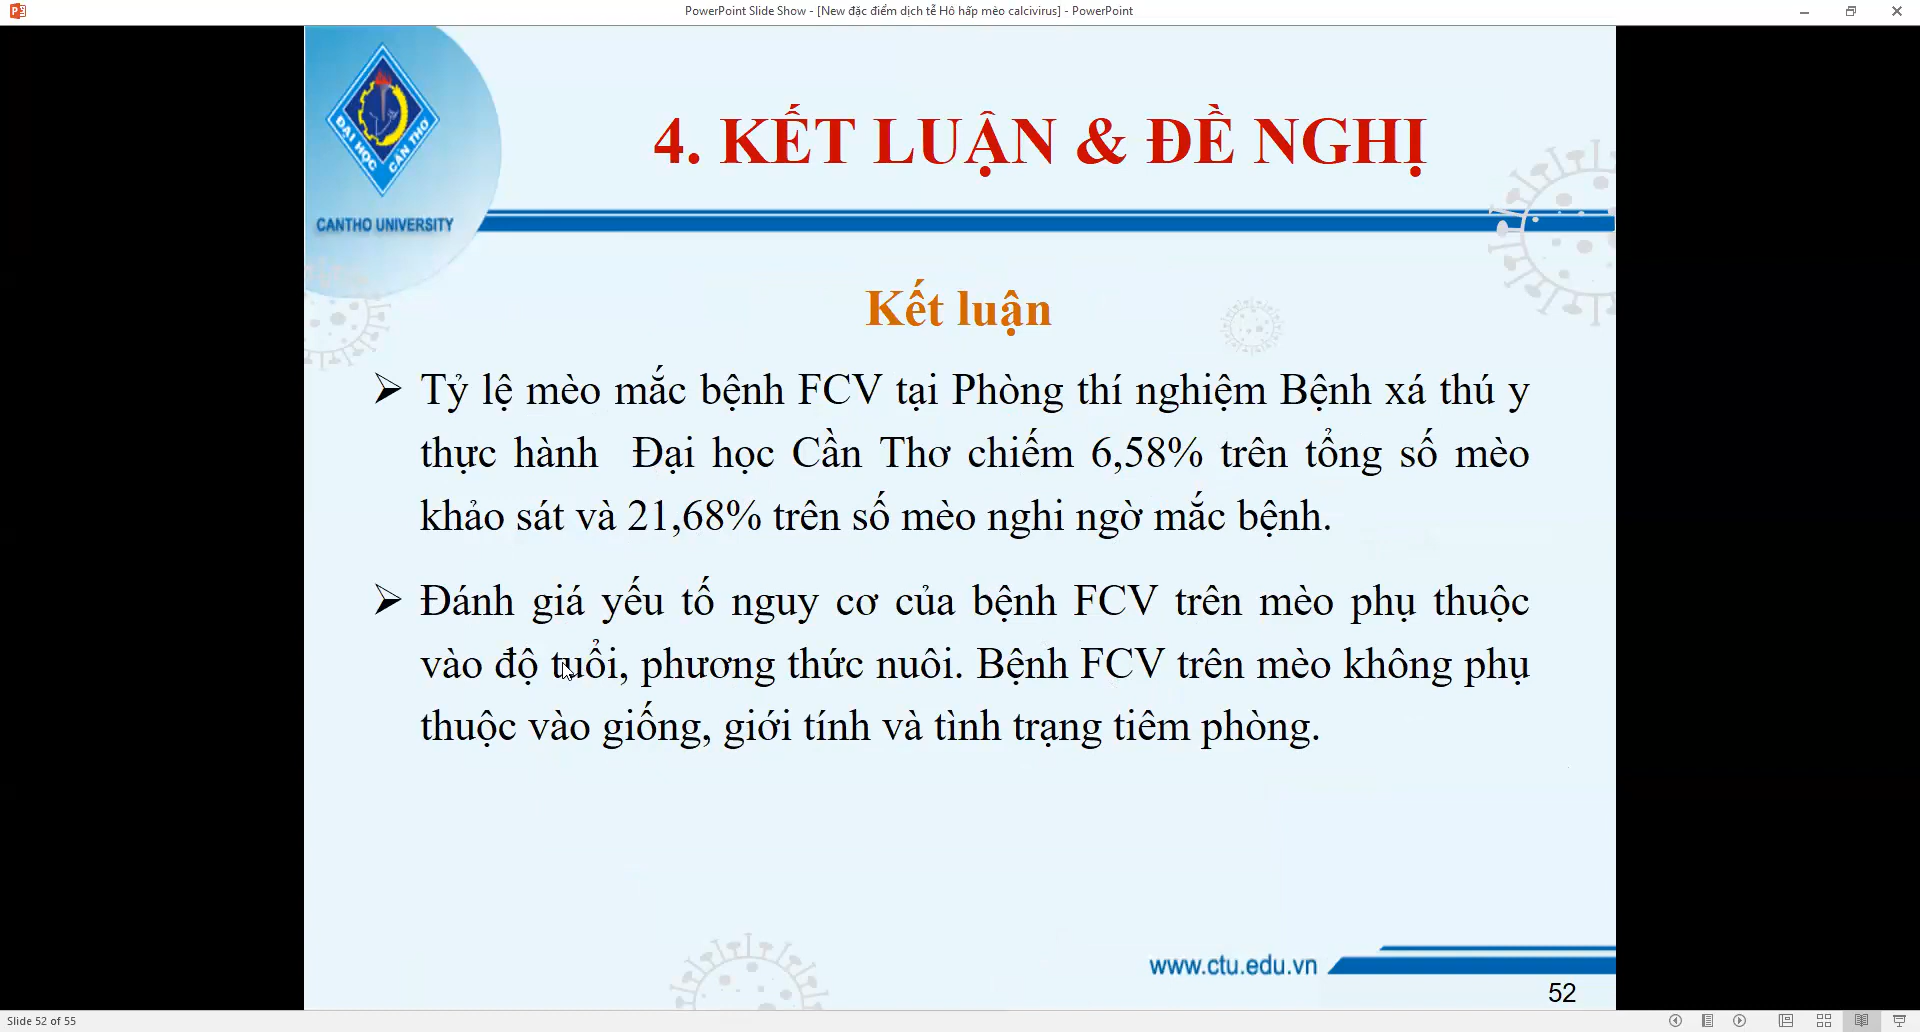 PowerPoint Slide Show - [New đặc điểm dịch tễ Hô hấp mèo calcivirus] - PowerPoint
ĐẠI HỌC CẦN THƠ
CANTHO UNIVERSITY
4. KẾT LUẬN & ĐỀ NGHỊ
Kết luận
➢ Tỷ lệ mèo mắc bệnh FCV tại Phòng thí nghiệm Bệnh xá thú y
thực hành Đại học Cần Thơ chiếm 6,58% trên tổng số mèo
khảo sát và 21,68% trên số mèo nghi ngờ mắc bệnh.
➢ Đánh giá yếu tố nguy cơ của bệnh FCV trên mèo phụ thuộc
vào độ tuổi, phương thức nuôi. Bệnh FCV trên mèo không phụ
thuộc vào giống, giới tính và tình trạng tiêm phòng.
www.ctu.edu.vn
52
Slide 52 of 55